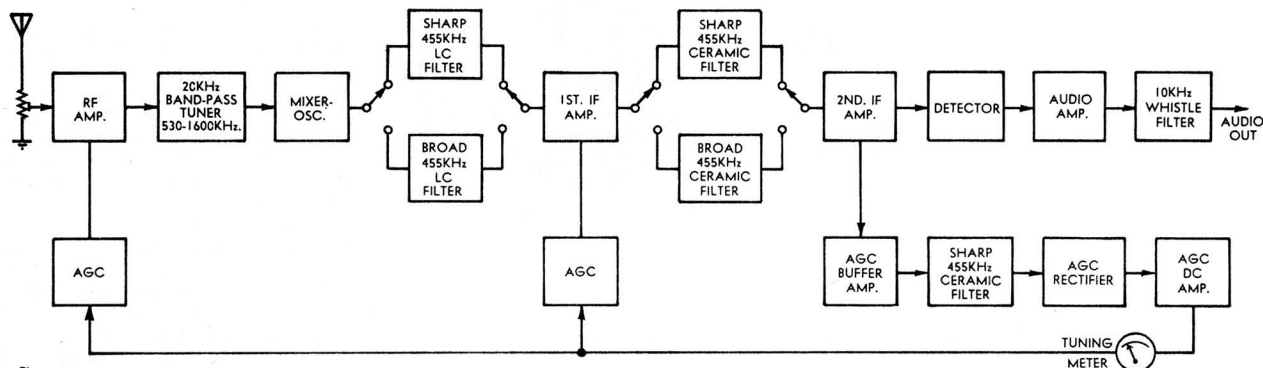 RF
AMP.
20KHz
BAND-PASS
TUNER
530-1600KHz.
MIXER-
OSC.
SHARP
455KHz
LC
FILTER
BROAD
455KHz
LC
FILTER
1ST. IF
AMP.
SHARP
455KHz
CERAMIC
FILTER
BROAD
455KHz
CERAMIC
FILTER
2ND. IF
AMP.
DETECTOR
AUDIO
AMP.
10KHz
WHISTLE
FILTER
AUDIO
OUT
AGC
AGC
AGC
BUFFER
AMP.
SHARP
455KHz
CERAMIC
FILTER
AGC
RECTIFIER
AGC
DC
AMP.
TUNING
METER